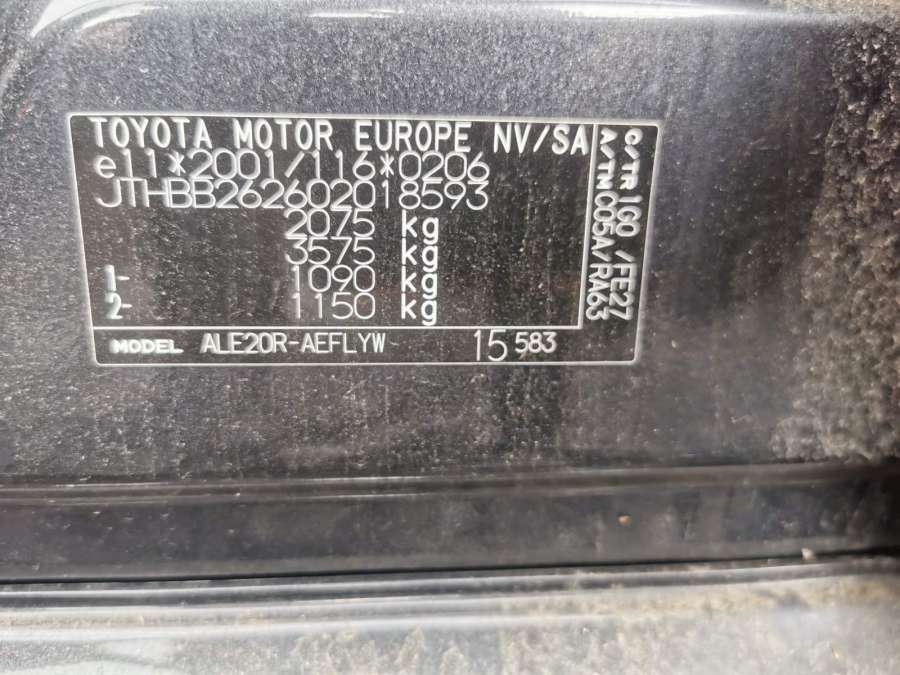 TOYOTA MOTOR EUROPE NV/SA
e11*2001/116*0206
JTHBB262602018593
2075 kg
3575 kg
1- 1090 kg
2- 1150 kg
MODEL ALE20R-AEFLYW 15 583
C/TR 1G0 /FE27
A/TN C05A/RA63